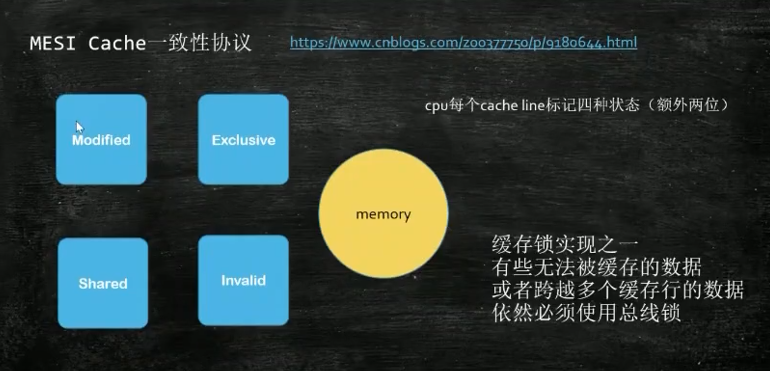 MESI Cache一致性协议
https://www.cnblogs.com/z00377750/p/9180644.html
cpu每个cache line标记四种状态（额外两位）
Modified
Exclusive
memory
Shared
Invalid
缓存锁实现之一
有些无法被缓存的数据
或者跨越多个缓存行的数据
依然必须使用总线锁